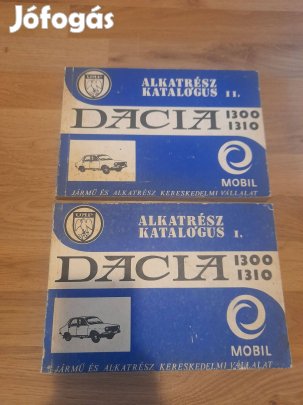 Jófogás
UAP
ALKATRÉSZ
KATALÓGUS II.
DACIA 1300
1310
MOBIL
JÁRMŰ ÉS ALKATRÉSZ KERESKEDELMI VÁLLALAT
ALKATRÉSZ
KATALÓGUS I.
DACIA 1300
1310
MOBIL
JÁRMŰ ÉS ALKATRÉSZ KERESKEDELMI VÁLLALAT